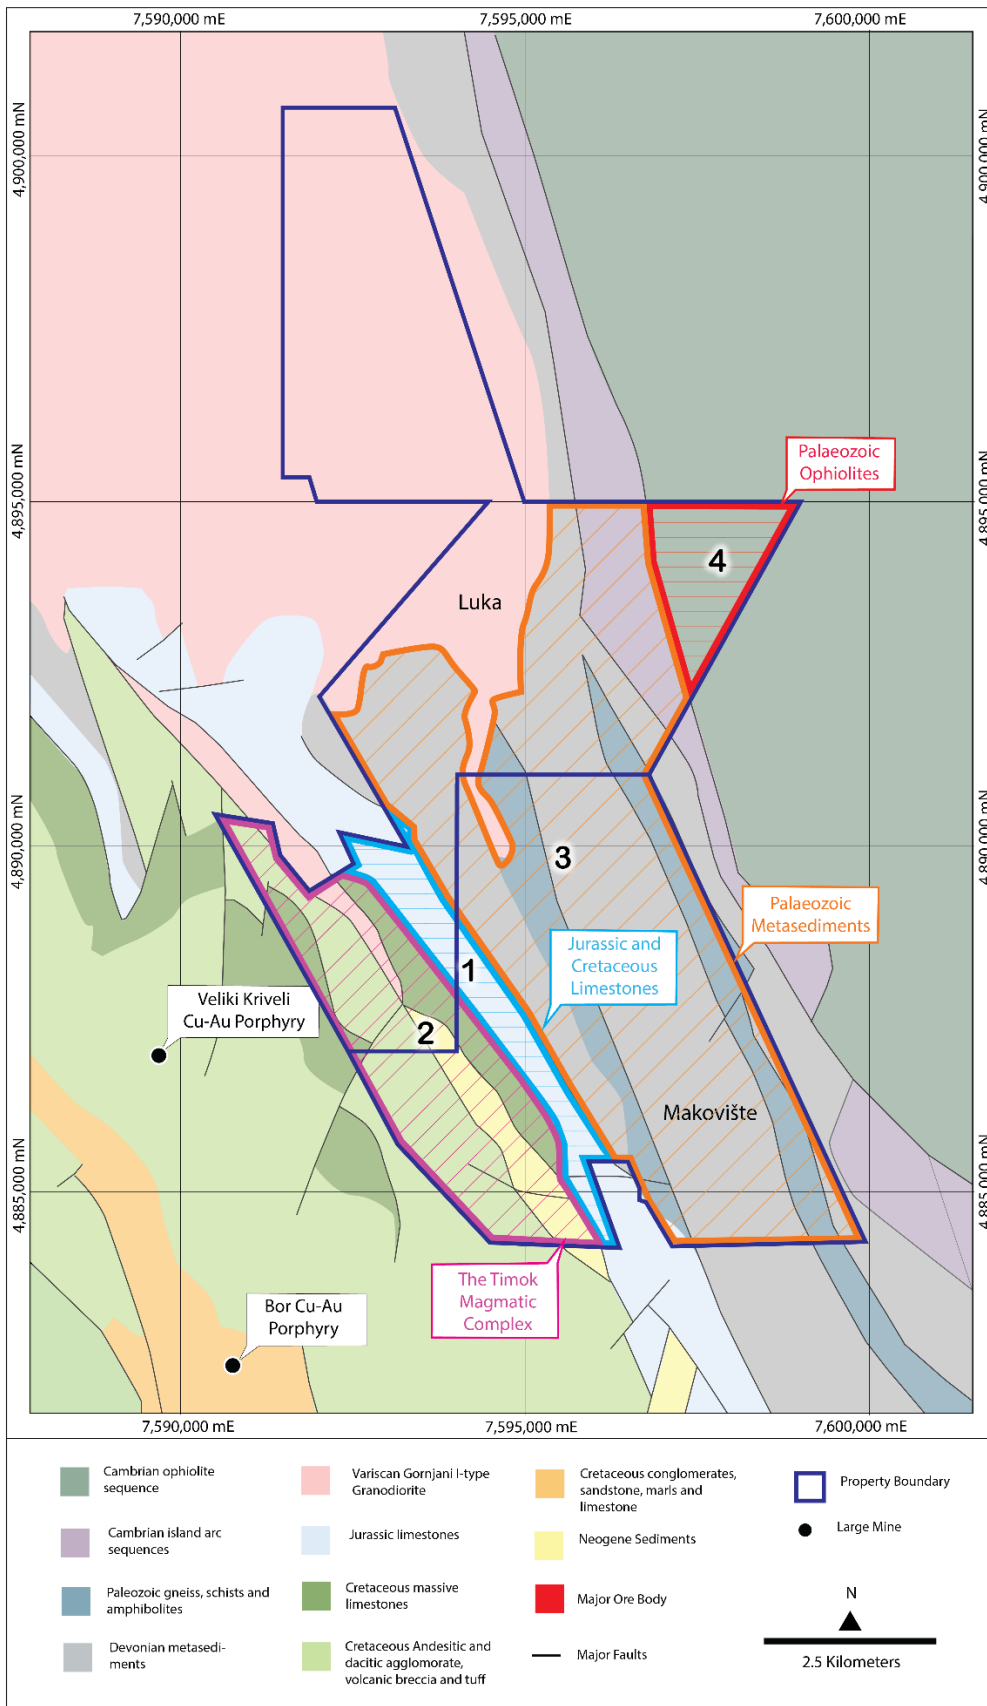 7,590,000 mE
7,595,000 mE
7,600,000 mE
4,900,000 mN
4,900,000 mN
4,895,000 mN
4,895,000 mN
Palaeozoic
Ophiolites
4
Luka
4,890,000 mN
4,890,000 mN
3
Palaeozoic
Metasediments
Jurassic and
Cretaceous
Limestones
1
2
Veliki Kriveli
Cu-Au Porphyry
Makovište
4,885,000 mN
4,885,000 mN
The Timok
Magmatic
Complex
Bor Cu-Au
Porphyry
7,590,000 mE
7,595,000 mE
7,600,000 mE
Cambrian ophiolite
sequence
Cambrian island arc
sequences
Paleozoic gneiss, schists and
amphibolites
Devonian metasedi-
ments
Variscan Gornjani I-type
Granodiorite
Jurassic limestones
Cretaceous massive
limestones
Cretaceous Andesitic and
dacitic agglomorate,
volcanic breccia and tuff
Cretaceous conglomerates,
sandstone, marls and
limestone
Neogene Sediments
Major Ore Body
Major Faults
Property Boundary
Large Mine
N
2.5 Kilometers